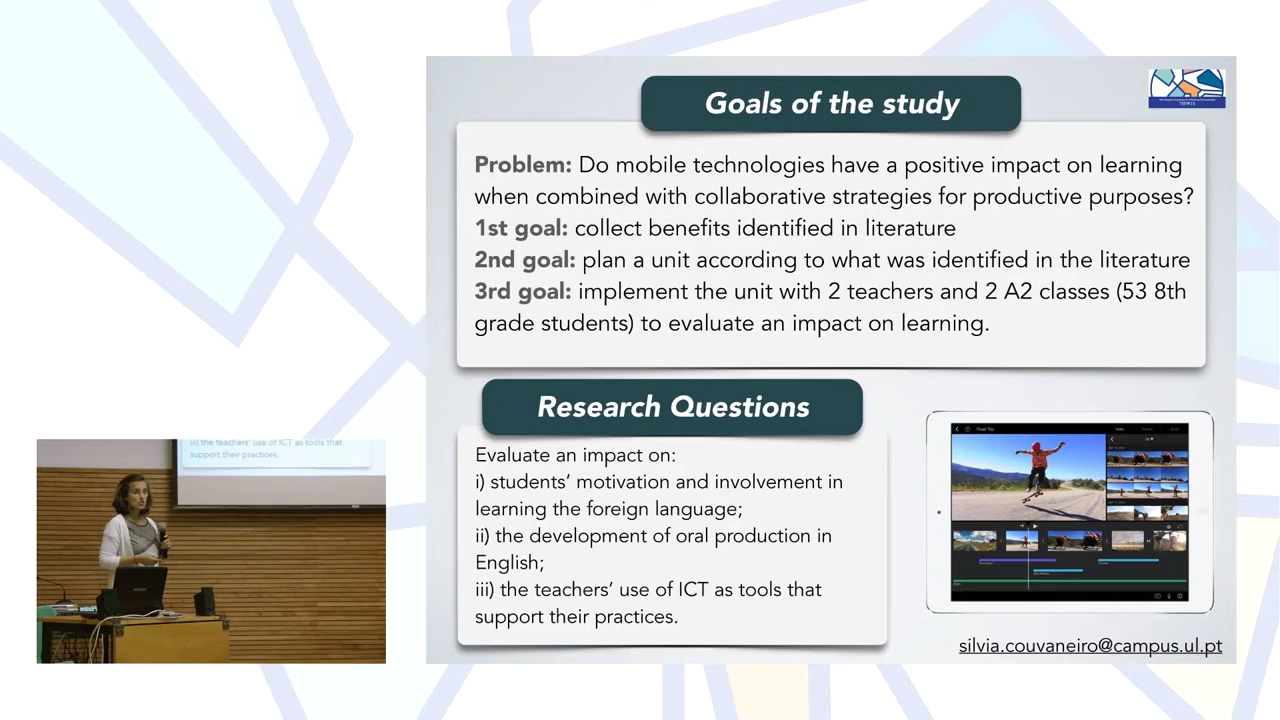 Goals of the study
Problem: Do mobile technologies have a positive impact on learning
when combined with collaborative strategies for productive purposes?
1st goal: collect benefits identified in literature
2nd goal: plan a unit according to what was identified in the literature
3rd goal: implement the unit with 2 teachers and 2 A2 classes (53 8th
grade students) to evaluate an impact on learning.
Research Questions
Evaluate an impact on:
i) students’ motivation and involvement in
learning the foreign language;
ii) the development of oral production in
English;
iii) the teachers’ use of ICT as tools that
support their practices.
silvia.couvaneiro@campus.ul.pt
iii) the teachers’ use of ICT as tools that
support their practices.
Road Trip